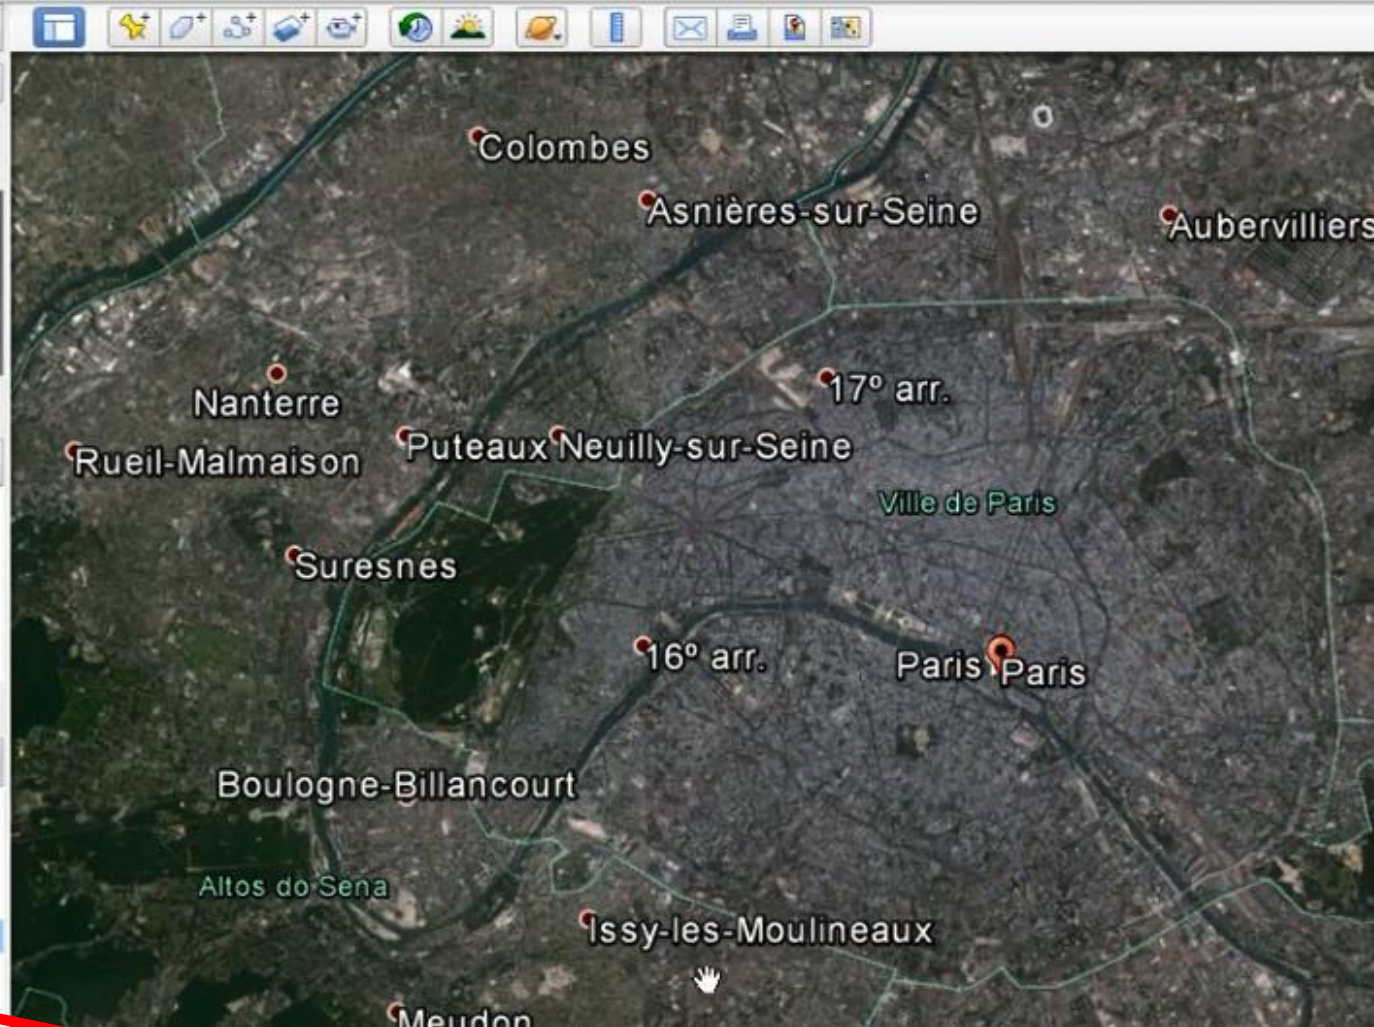 Colombes
Asnières-sur-Seine
Aubervilliers
17º arr.
Nanterre
Puteaux
Neuilly-sur-Seine
Rueil-Malmaison
Ville de Paris
Suresnes
16º arr.
Paris
Paris
Boulogne-Billancourt
Altos do Sena
Issy-les-Moulineaux
Meudon